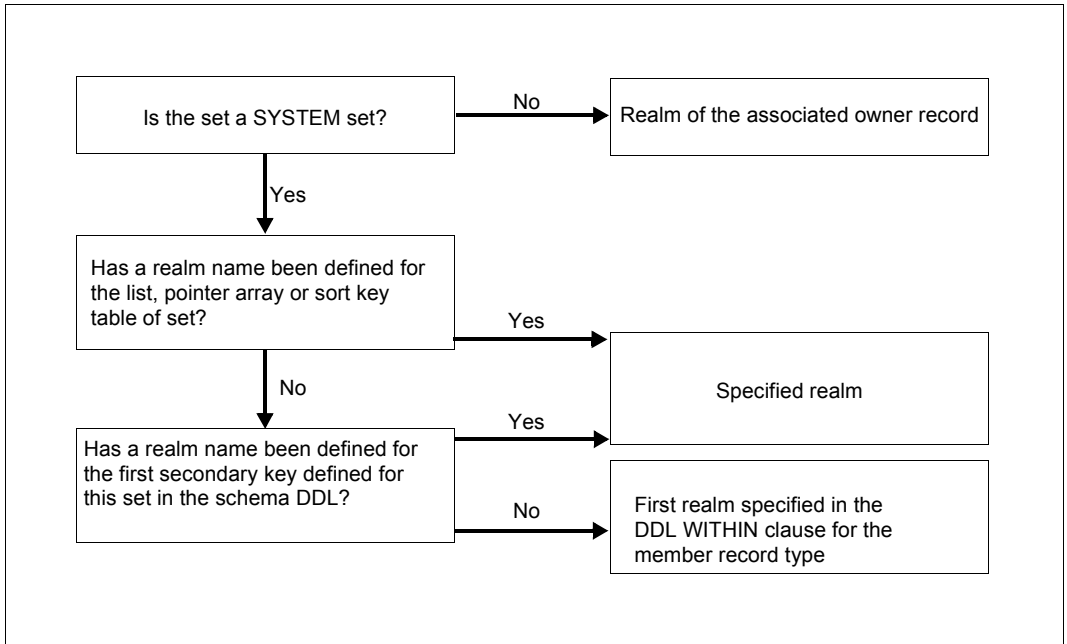 Is the set a SYSTEM set?
No
Realm of the associated owner record
Yes
Has a realm name been defined for
the list, pointer array or sort key
table of set?
Yes
Specified realm
No
Has a realm name been defined for
the first secondary key defined for
this set in the schema DDL?
Yes
No
First realm specified in the
DDL WITHIN clause for the
member record type